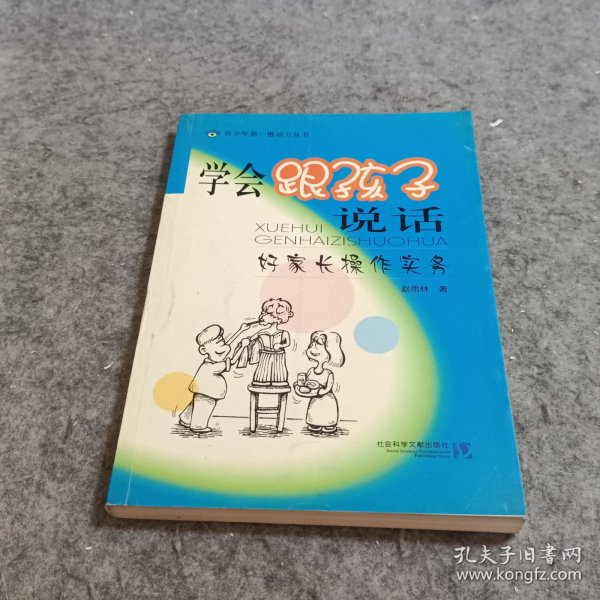 青少年第一推动力丛书
学会跟孩子
说话
XUEHUI
GENHAIZISHUOHUA
好家长操作实务
赵雨林 著
社会科学文献出版社
Social Sciences Documentation
Publishing House
孔夫子旧书网
www.kongfz.com